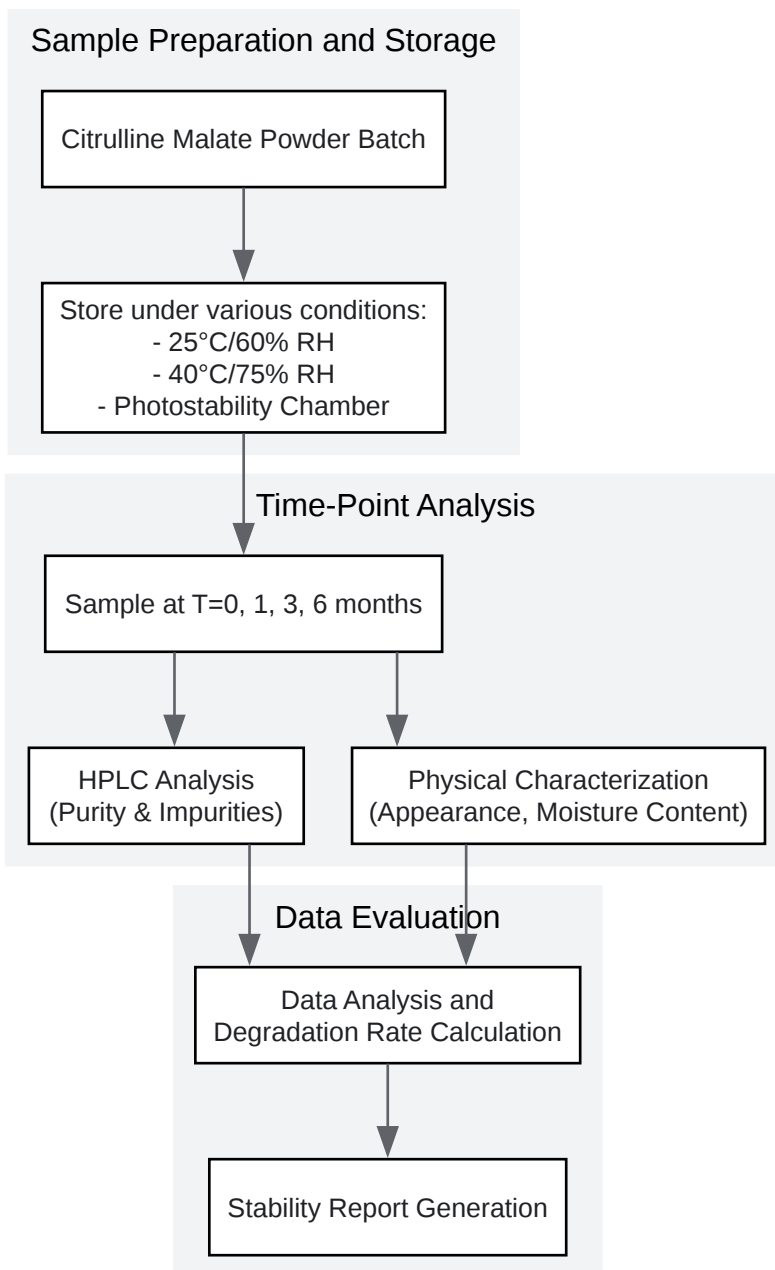 Sample Preparation and Storage
Citrulline Malate Powder Batch
Store under various conditions:
- 25°C/60% RH
- 40°C/75% RH
- Photostability Chamber
Time-Point Analysis
Sample at T=0, 1, 3, 6 months
HPLC Analysis
(Purity & Impurities)
Physical Characterization
(Appearance, Moisture Content)
Data Evaluation
Data Analysis and
Degradation Rate Calculation
Stability Report Generation